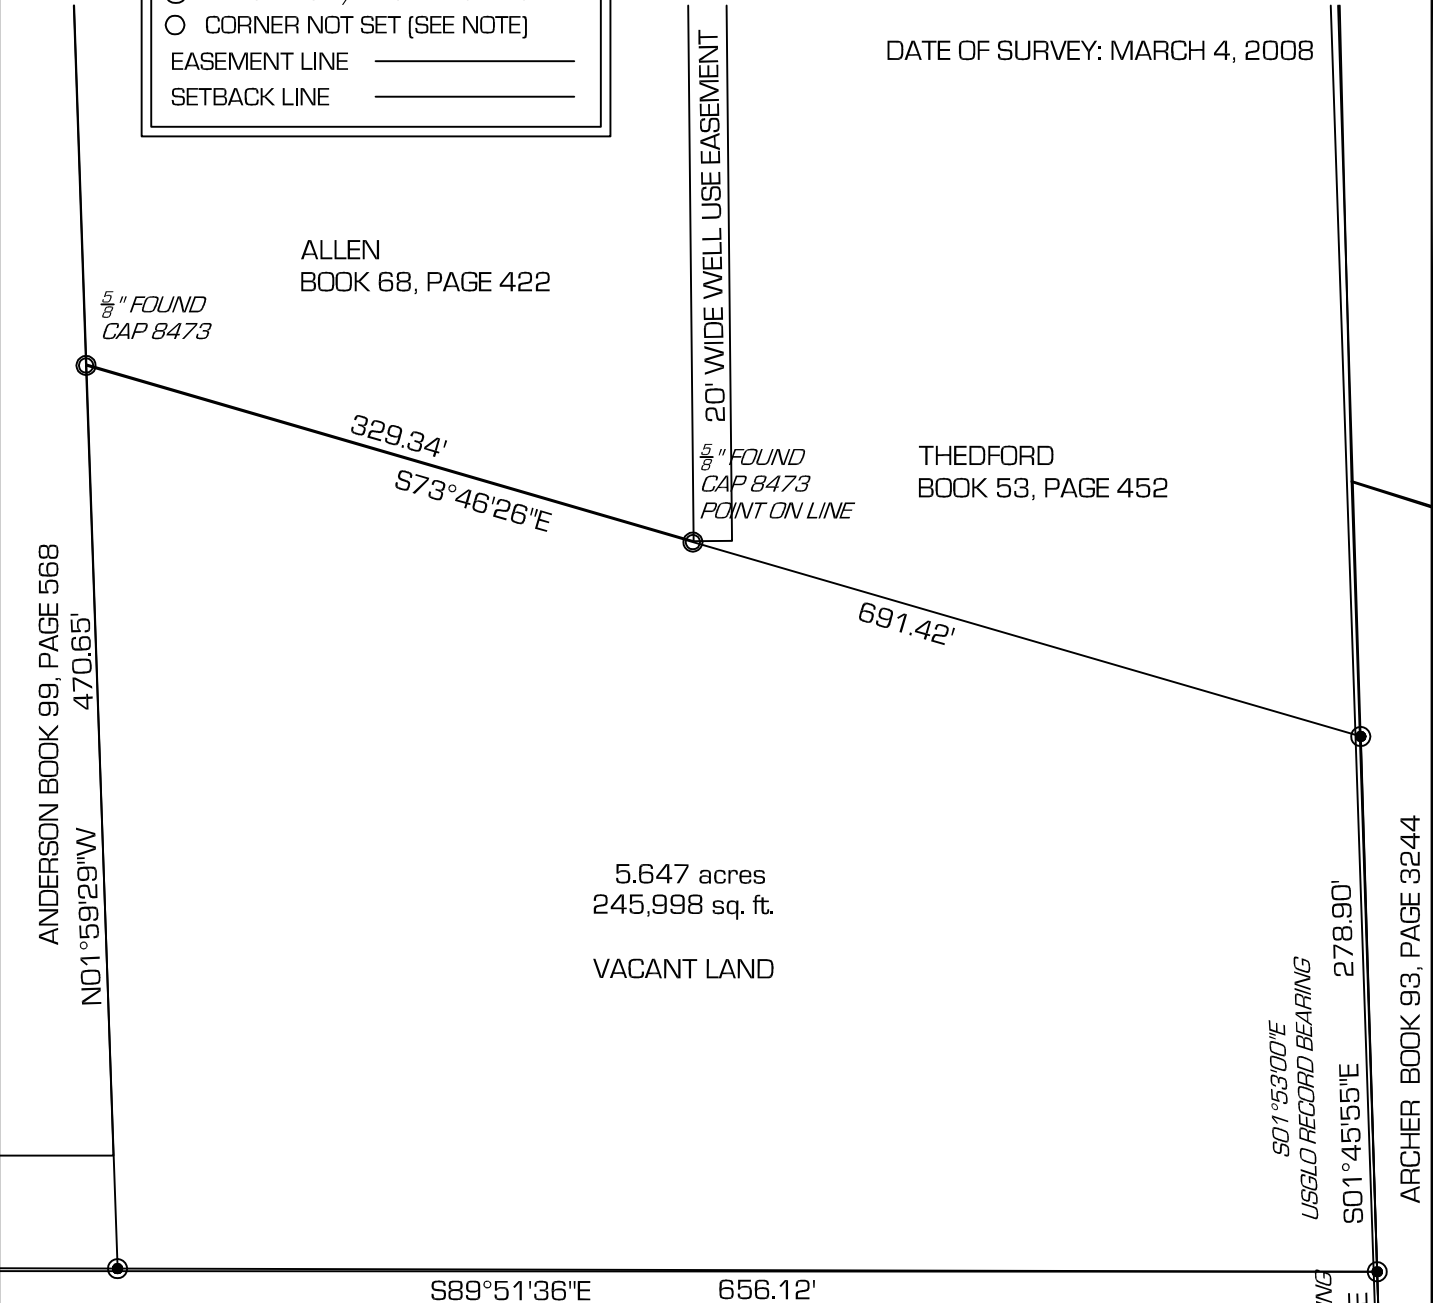 CORNER NOT SET (SEE NOTE)
EASEMENT LINE
SETBACK LINE
DATE OF SURVEY: MARCH 4, 2008
20' WIDE WELL USE EASEMENT
ALLEN
BOOK 68, PAGE 422
5/8" FOUND
CAP 8473
329.34'
S73°46'26"E
5/8" FOUND
CAP 8473
POINT ON LINE
THEDFORD
BOOK 53, PAGE 452
691.42'
ANDERSON BOOK 99, PAGE 568
470.65'
N01°59'29"W
5.647 acres
245,998 sq. ft.
VACANT LAND
278.90'
S01°45'55"E
S01°53'00"E
USGLO RECORD BEARING
ARCHER BOOK 93, PAGE 3244
S89°51'36"E 656.12'